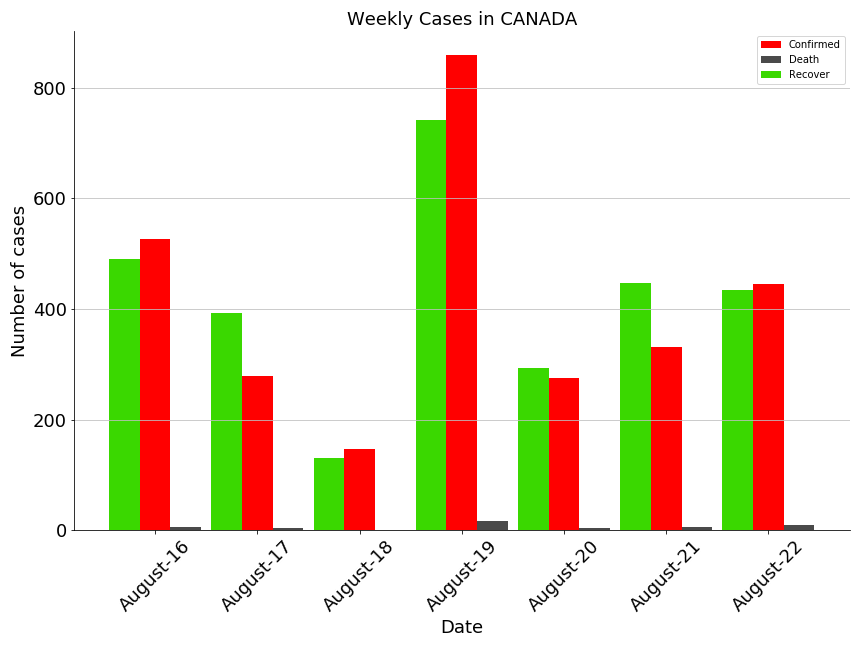 Weekly Cases in CANADA
Confirmed
Death
Recover
Number of cases
800
600
400
200
0
August-16
August-17
August-18
August-19
August-20
August-21
August-22
Date